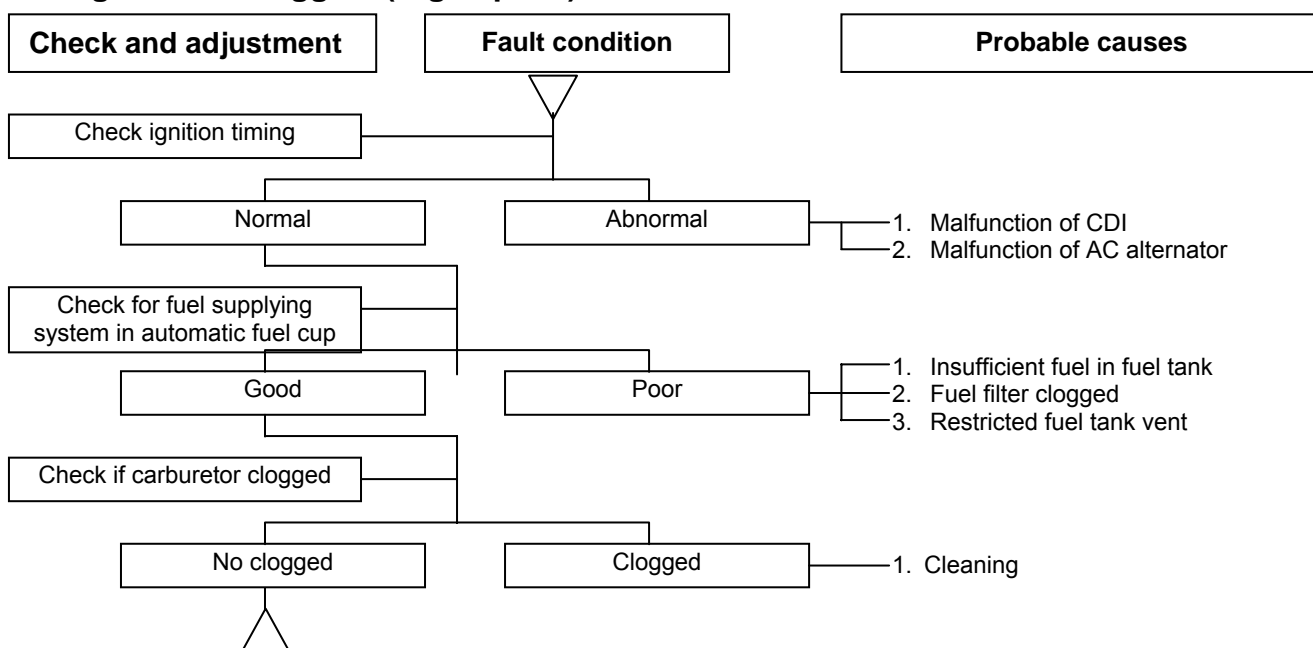 Check and adjustment
Fault condition
Probable causes
Check ignition timing
Normal
Abnormal
1. Malfunction of CDI
2. Malfunction of AC alternator
Check for fuel supplying
system in automatic fuel cup
Good
Poor
1. Insufficient fuel in fuel tank
2. Fuel filter clogged
3. Restricted fuel tank vent
Check if carburetor clogged
No clogged
Clogged
1. Cleaning